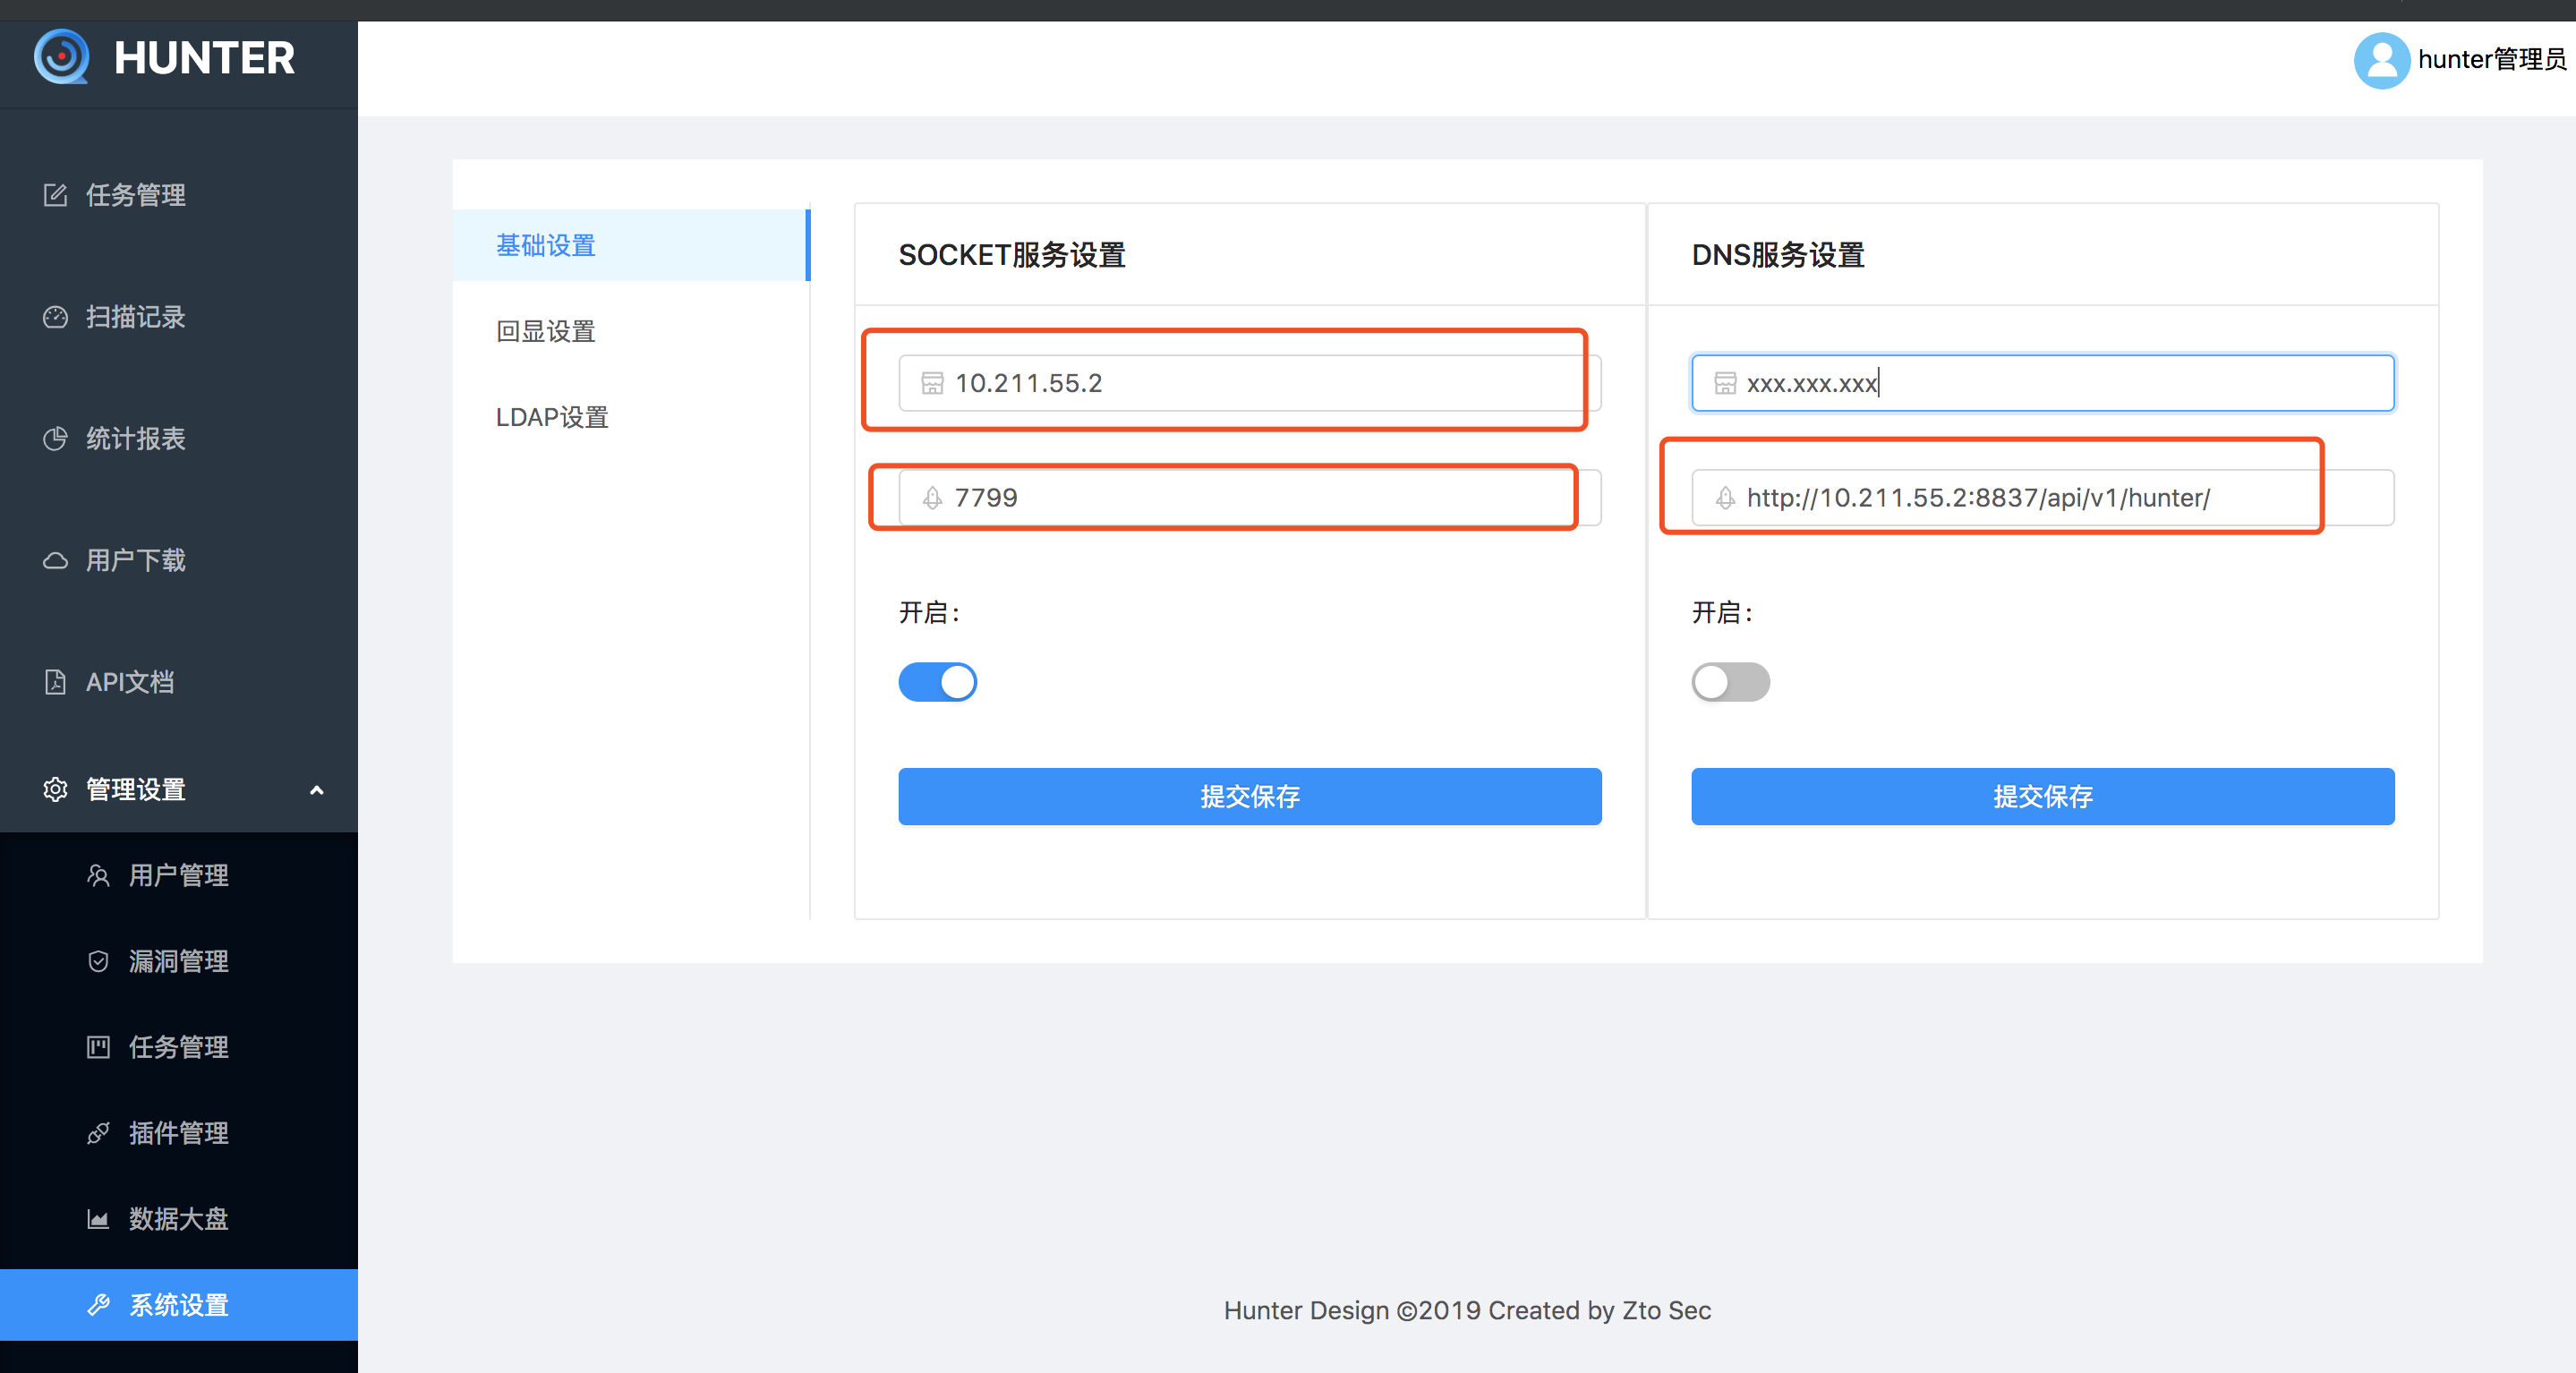 HUNTER
hunter管理员
任务管理
扫描记录
统计报表
用户下载
API文档
管理设置
用户管理
漏洞管理
任务管理
插件管理
数据大盘
系统设置
基础设置
回显设置
LDAP设置
SOCKET服务设置
10.211.55.2
7799
开启:
提交保存
DNS服务设置
xxx.xxx.xxx
http://10.211.55.2:8837/api/v1/hunter/
开启:
提交保存
Hunter Design ©2019 Created by Zto Sec